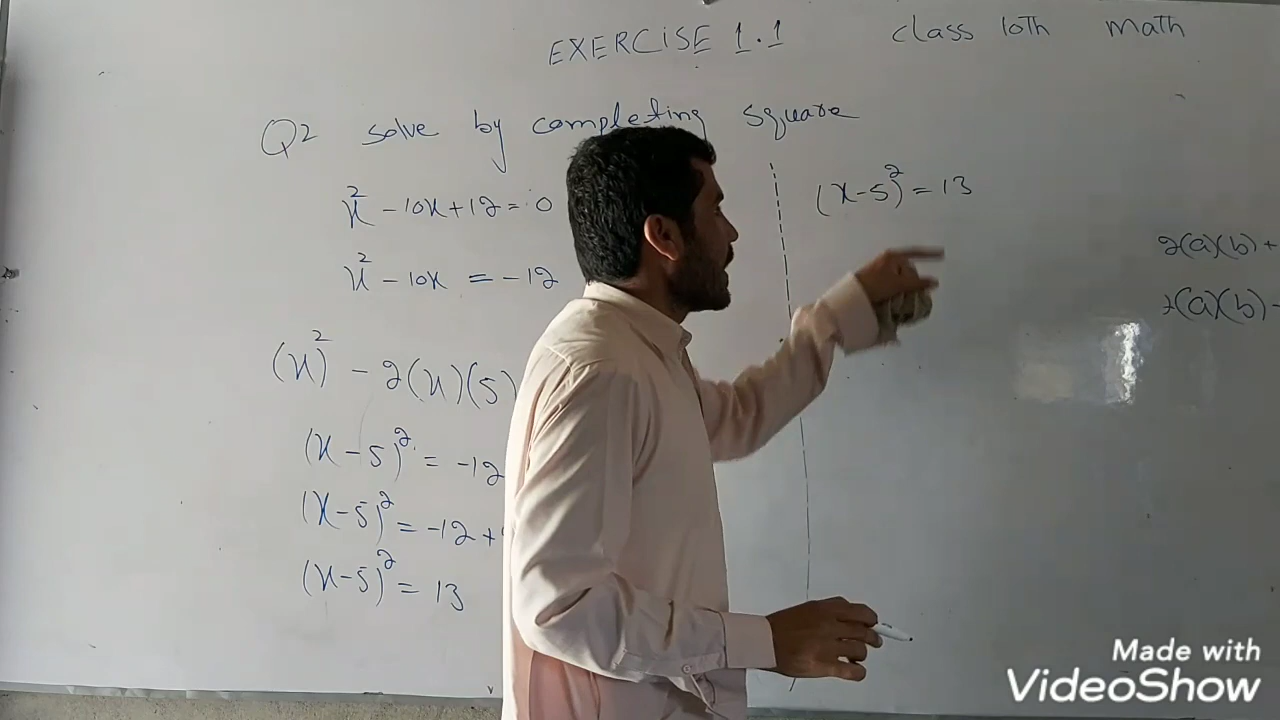 EXERCISE 1.1 class 10th math
Q2 solve by completing square
x² - 10x + 12 = 0
x² - 10x = -12
(x)² - 2(x)(5)
(x - 5)² = -12
(x - 5)² = -12 +
(x - 5)² = 13
(x - 5)² = 13
2(a)(b) +
(a)(b) -
Made with
VideoShow